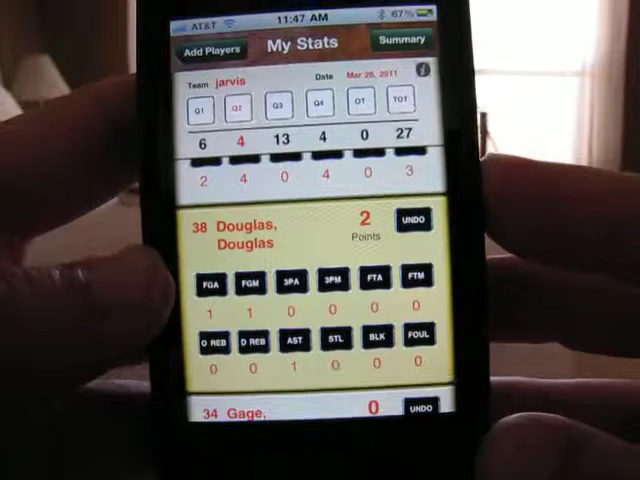 AT&T 11:47 AM 67%
Add Players My Stats Summary
Team jarvis Date Mar 26, 2011 i
Q1 Q2 Q3 Q4 OT TOT
6 4 13 4 0 27
2 4 0 4 0 3
38 Douglas, 2 UNDO
Douglas Points
FGA FGM 3PA 3PM FTA FTM
1 1 0 0 0 0
O REB D REB AST STL BLK FOUL
0 0 1 0 0 0
34 Gage, 0 UNDO